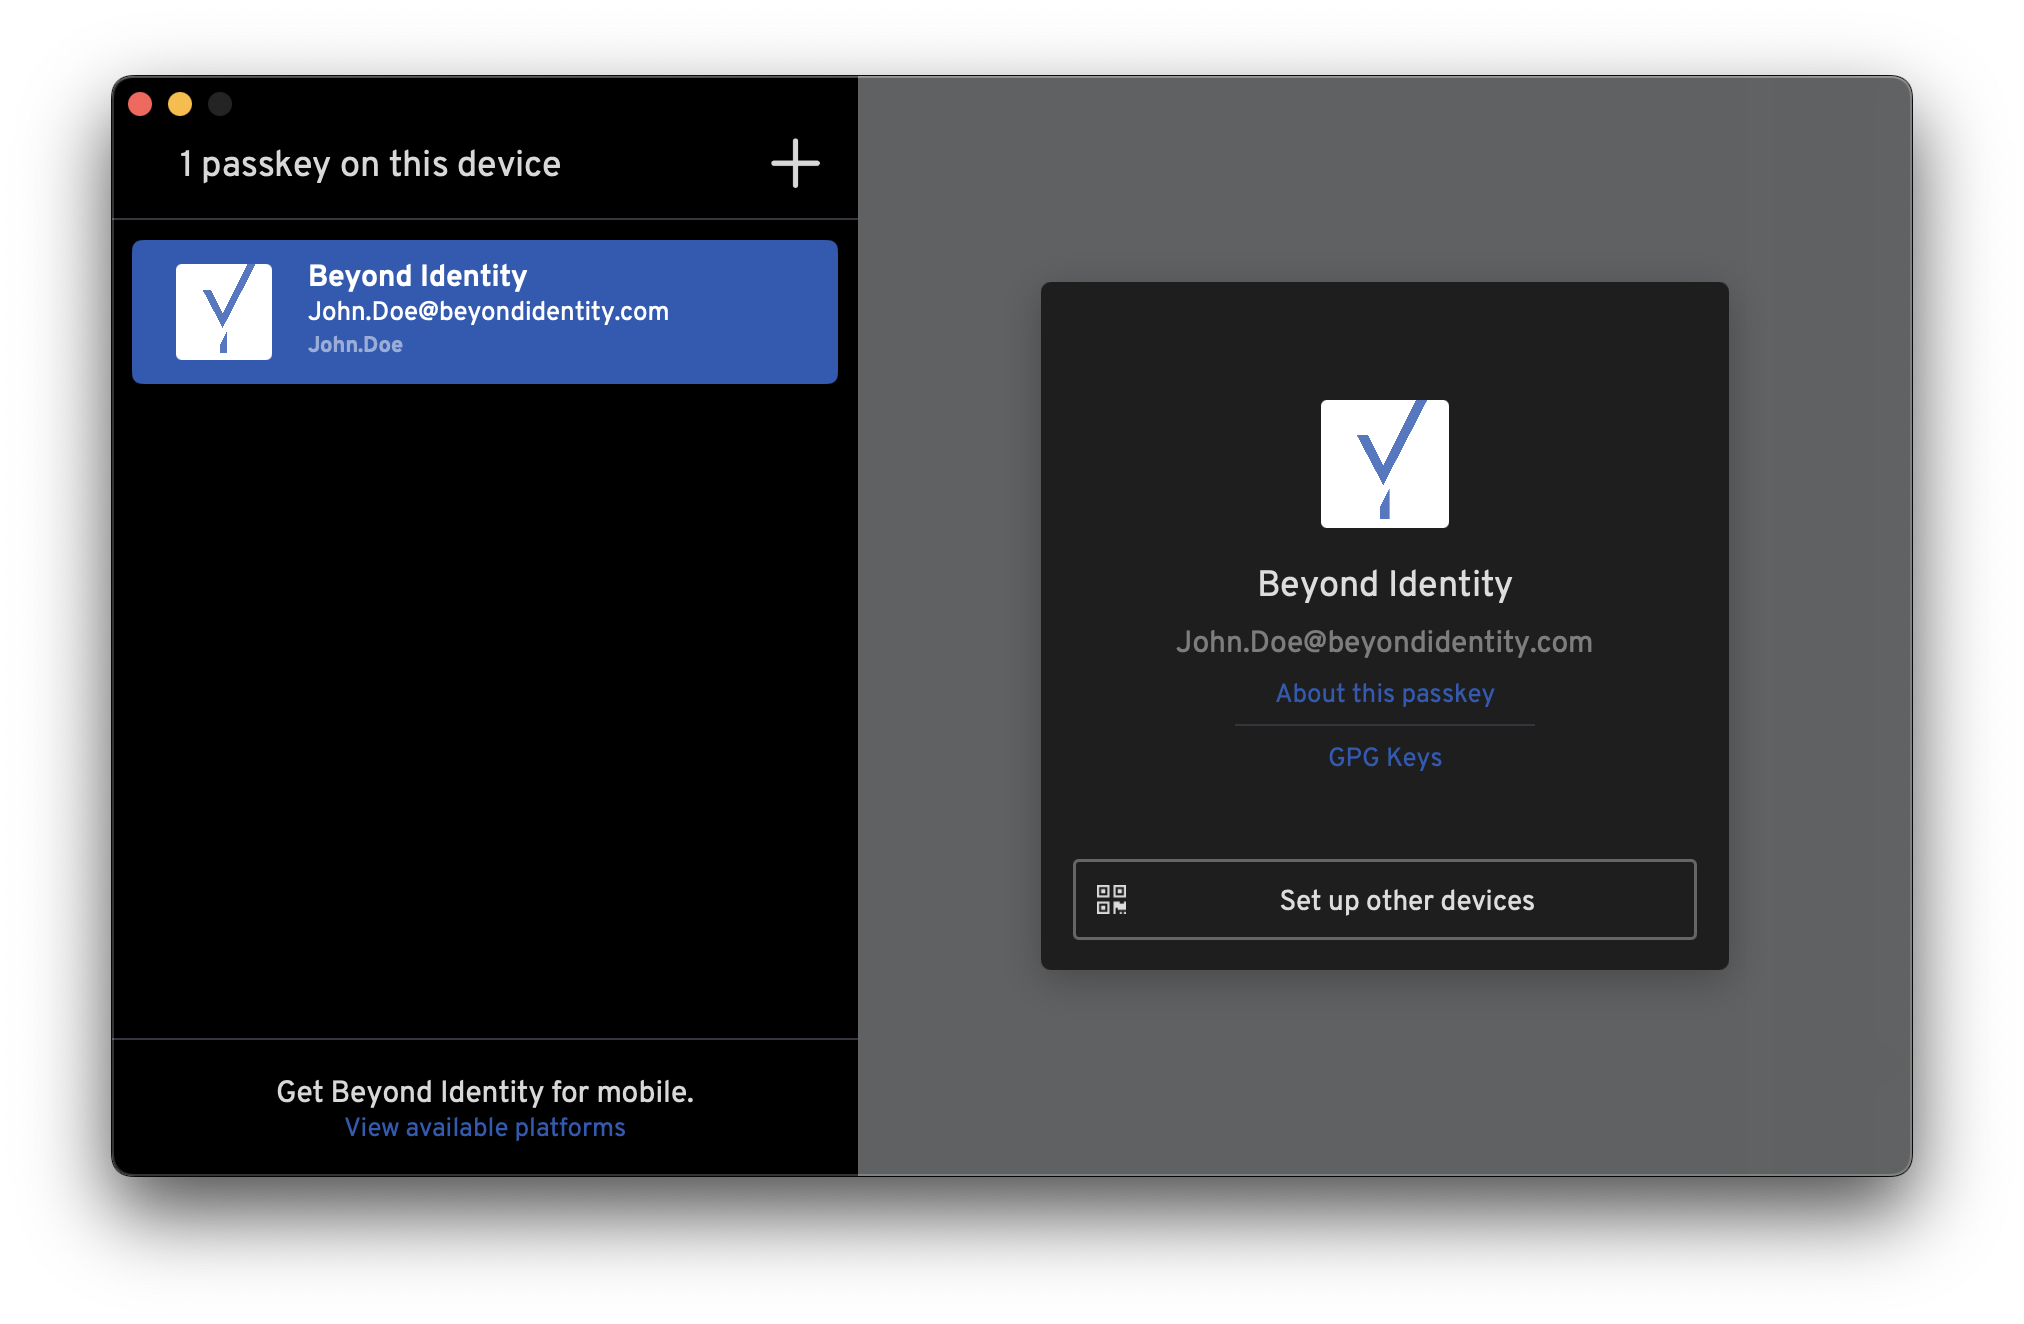 1 passkey on this device
Beyond Identity
John.Doe@beyondidentity.com
John.Doe
Get Beyond Identity for mobile.
View available platforms
Beyond Identity
John.Doe@beyondidentity.com
About this passkey
GPG Keys
Set up other devices